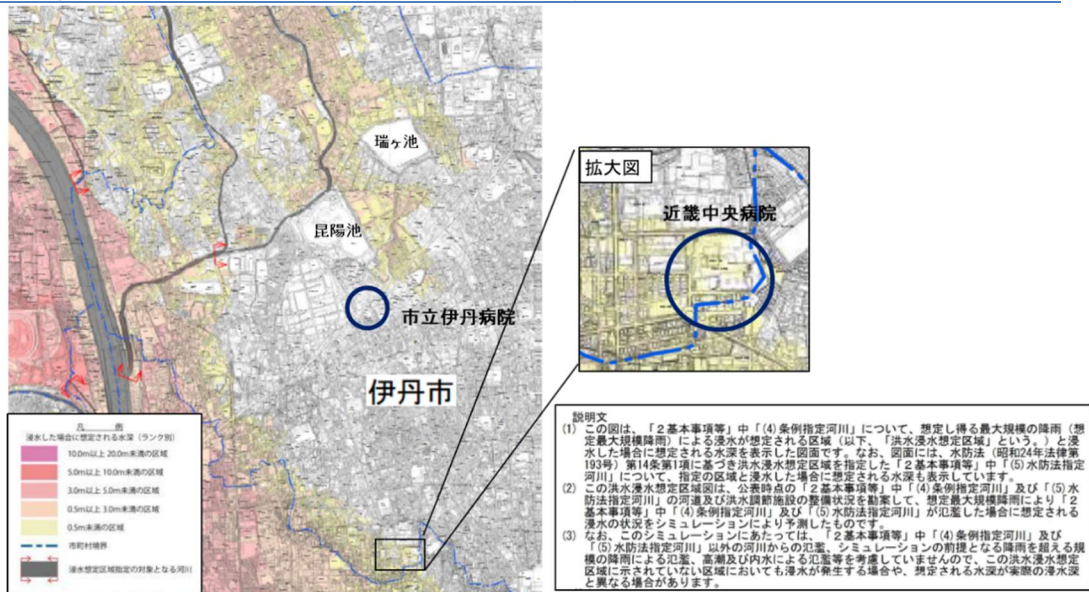 瑞ヶ池
昆陽池
市立伊丹病院
伊丹市
拡大図
近畿中央病院
凡 例
浸水した場合に想定される水深（ランク別）
10.0m以上 20.0m未満の区域
5.0m以上 10.0m未満の区域
3.0m以上 5.0m未満の区域
0.5m以上 3.0m未満の区域
0.5m未満の区域
市町村境界
浸水想定区域指定の対象となる河川
説明文
(1) この図は、「２基本事項等」中「(4)条例指定河川」について、想定し得る最大規模の降雨（想
定最大規模降雨）による浸水が想定される区域（以下、「洪水浸水想定区域」という。）と浸
水した場合に想定される水深を表示した図面です。なお、図面には、水防法（昭和24年法律第
193号）第14条第1項に基づき洪水浸水想定区域を指定した「２基本事項等」中「(5)水防法指定
河川」について、指定の区域と浸水した場合に想定される水深も表示しています。
(2) この洪水浸水想定区域図は、公表時点の「２基本事項等」中「(4)条例指定河川」及び「(5)水
防法指定河川」の河道及び洪水調節施設の整備状況を勘案して、想定最大規模降雨により「２
基本事項等」中「(4)条例指定河川」及び「(5)水防法指定河川」が氾濫した場合に想定される
浸水の状況をシミュレーションにより予測したものです。
(3) なお、このシミュレーションにあたっては、「２基本事項等」中「(4)条例指定河川」及び
「(5)水防法指定河川」以外の河川からの氾濫、シミュレーションの前提となる降雨を超える規
模の降雨による氾濫、高潮及び内水による氾濫等を考慮していませんので、この洪水浸水想定
区域に示されていない区域においても浸水が発生する場合や、想定される水深が実際の浸水深
と異なる場合があります。